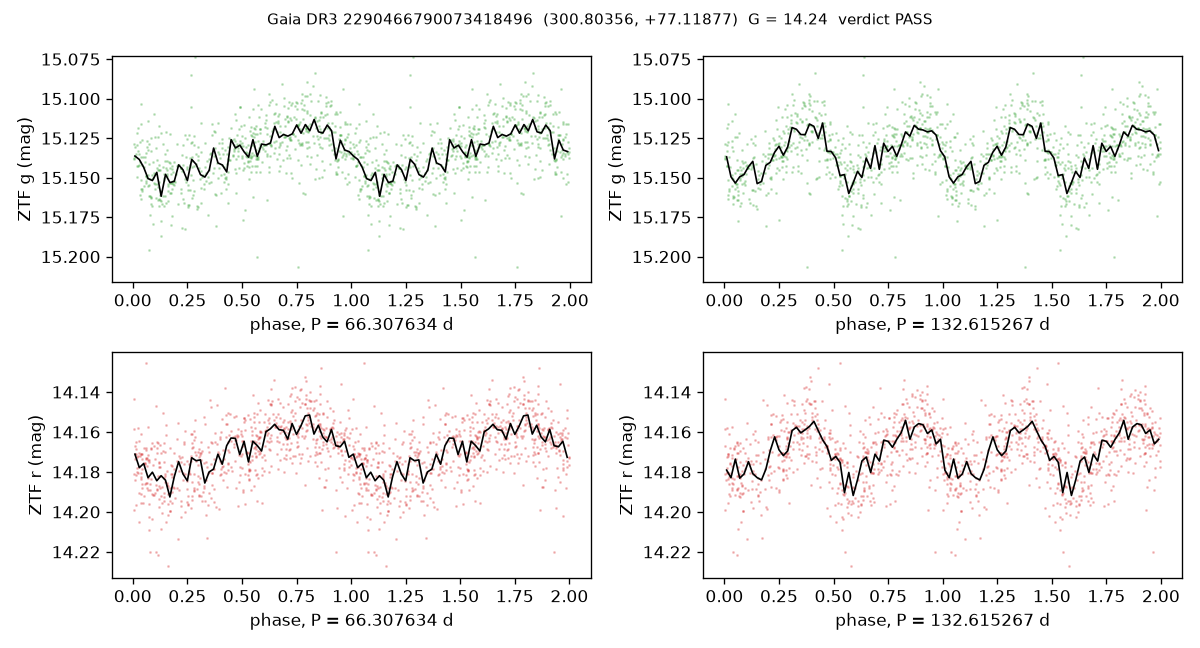 Gaia DR3 2290466790073418496 (300.80356, +77.11877) G = 14.24 verdict PASS
ZTF g (mag)
15.075
15.100
15.125
15.150
15.175
15.200
0.00 0.25 0.50 0.75 1.00 1.25 1.50 1.75 2.00
phase, P = 66.307634 d
ZTF g (mag)
15.075
15.100
15.125
15.150
15.175
15.200
0.00 0.25 0.50 0.75 1.00 1.25 1.50 1.75 2.00
phase, P = 132.615267 d
ZTF r (mag)
14.14
14.16
14.18
14.20
14.22
0.00 0.25 0.50 0.75 1.00 1.25 1.50 1.75 2.00
phase, P = 66.307634 d
ZTF r (mag)
14.14
14.16
14.18
14.20
14.22
0.00 0.25 0.50 0.75 1.00 1.25 1.50 1.75 2.00
phase, P = 132.615267 d